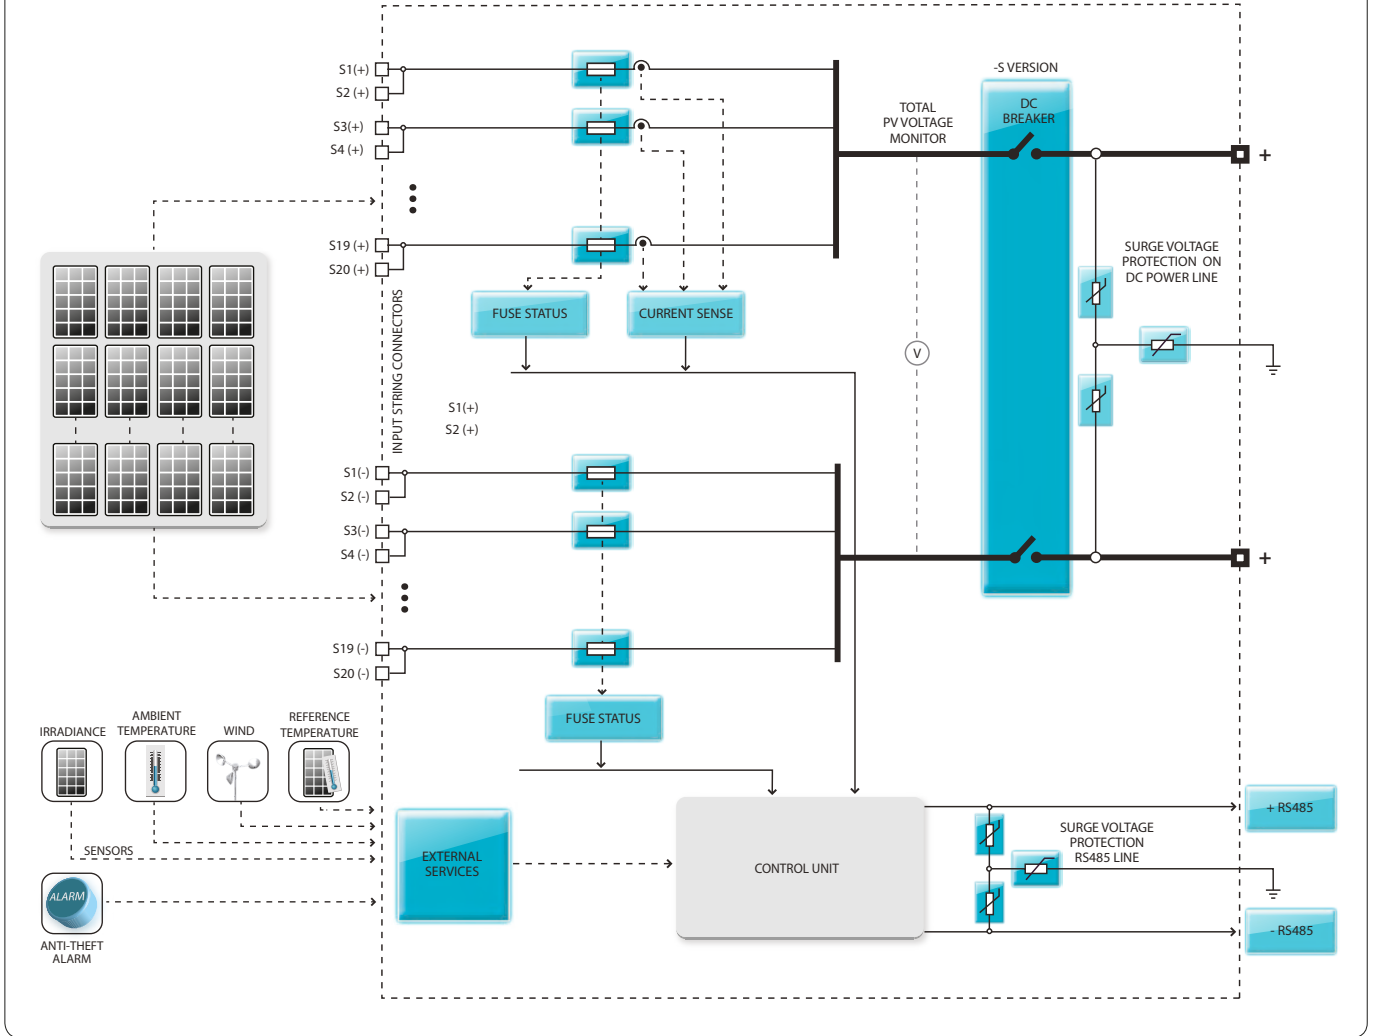 -S VERSION
S1(+)
S2 (+)
DC
BREAKER
TOTAL
PV VOLTAGE
MONITOR
S3(+)
S4 (+)
+
S19 (+)
S20 (+)
SURGE VOLTAGE
PROTECTION ON
DC POWER LINE
INPUT STRING CONNECTORS
FUSE STATUS
CURRENT SENSE
V
S1(+)
S2 (+)
S1(-)
S2 (-)
S3(-)
S4 (-)
+
S19 (-)
S20 (-)
FUSE STATUS
IRRADIANCE
AMBIENT
TEMPERATURE
WIND
REFERENCE
TEMPERATURE
SENSORS
EXTERNAL
SERVICES
CONTROL UNIT
+ RS485
SURGE VOLTAGE
PROTECTION
RS485 LINE
- RS485
ALARM
ANTI-THEFT
ALARM